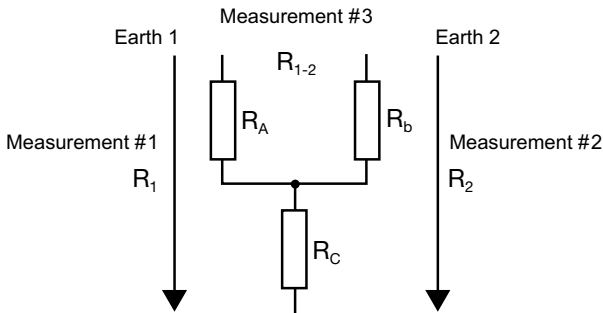 Measurement #3
Earth 1
Earth 2
R1-2
RA
Rb
Measurement #1
Measurement #2
R1
R2
RC